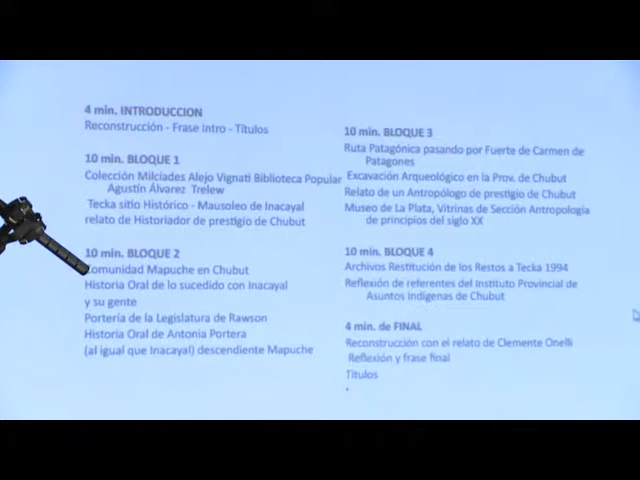 4 min. INTRODUCCION
Reconstrucción - Frase Intro - Títulos
10 min. BLOQUE 1
Colección Milcíades Alejo Vignati Biblioteca Popular
Agustín Álvarez Trelew
Tecka sitio Histórico - Mausoleo de Inacayal
relato de Historiador de prestigio de Chubut
10 min. BLOQUE 2
Comunidad Mapuche en Chubut
Historia Oral de lo sucedido con Inacayal
y su gente
Portería de la Legislatura de Rawson
Historia Oral de Antonia Portera
(al igual que Inacayal) descendiente Mapuche
10 min. BLOQUE 3
Ruta Patagónica pasando por Fuerte de Carmen de
Patagones
Excavación Arqueológico en la Prov. de Chubut
Relato de un Antropólogo de prestigio de Chubut
Museo de La Plata, Vitrinas de Sección Antropología
de principios del siglo XX
10 min. BLOQUE 4
Archivos Restitución de los Restos a Tecka 1994
Reflexión de referentes del Instituto Provincial de
Asuntos Indígenas de Chubut
4 min. de FINAL
Reconstrucción con el relato de Clemente Onelli
Reflexión y frase final
Títulos